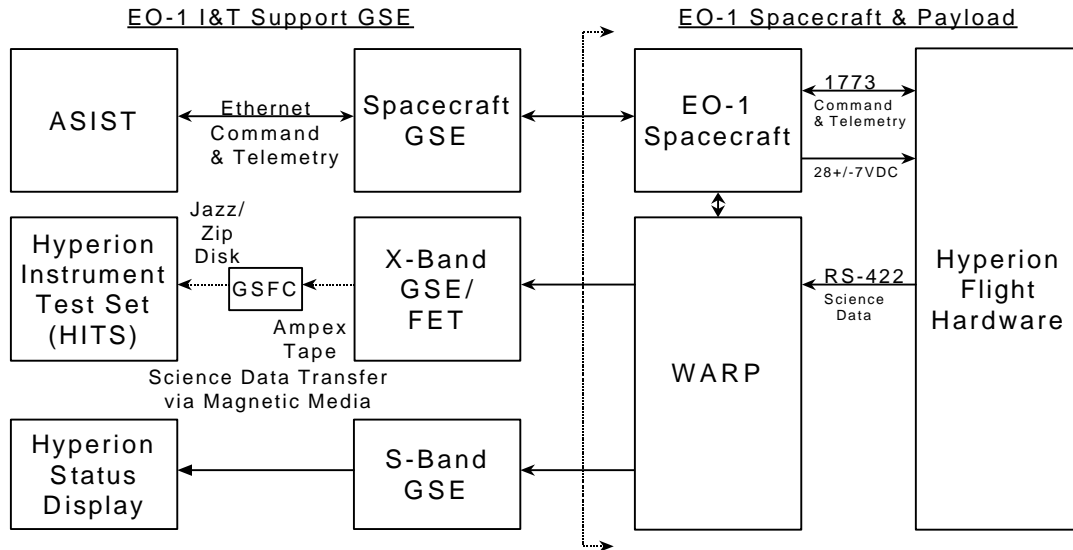 EO-1 I&T Support GSE
EO-1 Spacecraft & Payload
ASIST
Ethernet
Command
& Telemetry
Spacecraft
GSE
EO-1
Spacecraft
1773
Command
& Telemetry
28+/-7VDC
Hyperion
Instrument
Test Set
(HITS)
Jazz/
Zip
Disk
GSFC
Ampex
Tape
X-Band
GSE/
FET
WARP
RS-422
Science
Data
Hyperion
Flight
Hardware
Science Data Transfer
via Magnetic Media
Hyperion
Status
Display
S-Band
GSE